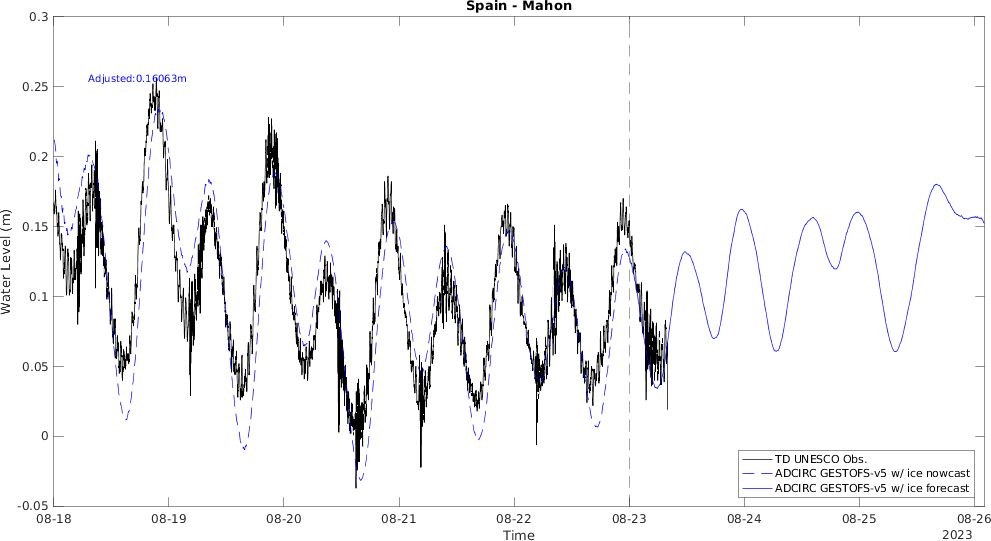 Spain - Mahon
0.3
0.25
0.2
0.15
0.1
0.05
0
-0.05
Water Level (m)
Adjusted:0.16063m
TD UNESCO Obs.
ADCIRC GESTOFS-v5 w/ ice nowcast
ADCIRC GESTOFS-v5 w/ ice forecast
08-18 08-19 08-20 08-21 08-22 08-23 08-24 08-25 08-26
Time
2023